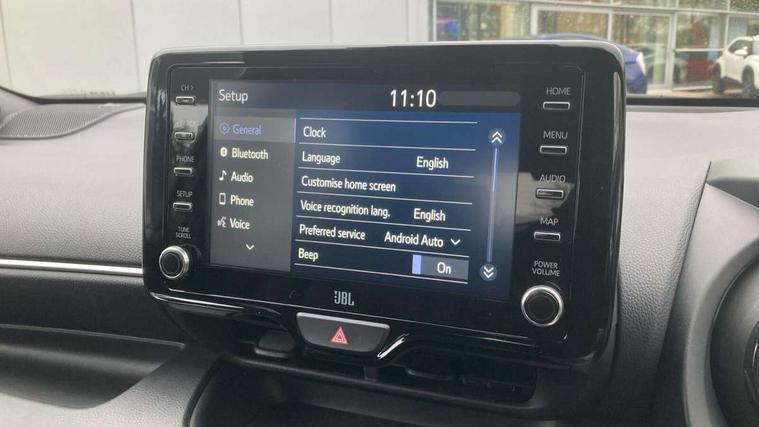 Setup
11:10
General
Bluetooth
Audio
Phone
Voice
Clock
Language English
Customise home screen
Voice recognition lang. English
Preferred service Android Auto
Beep On
CH >
PHONE
SETUP
TUNE
SCROLL
HOME
MENU
AUDIO
MAP
POWER
VOLUME
JBL